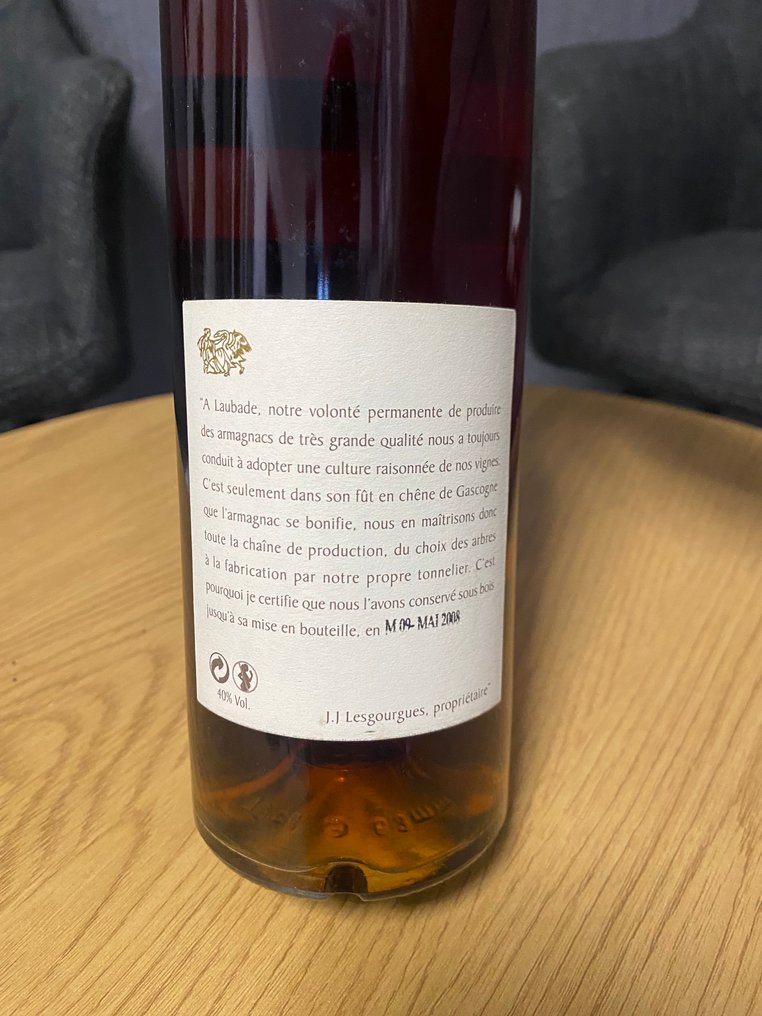 "A Laubade, notre volonté permanente de produire
des armagnacs de très grande qualité nous a toujours
conduit à adopter une culture raisonnée de nos vignes.
C'est seulement dans son fût en chêne de Gascogne
que l'armagnac se bonifie, nous en maîtrisons donc
toute la chaîne de production, du choix des arbres
à la fabrication par notre propre tonnelier. C'est
pourquoi je certifie que nous l'avons conservé sous bois
jusqu'à sa mise en bouteille, en M 09- MAI 2008
40% Vol.
J.J Lesgourgues, propriétaire"